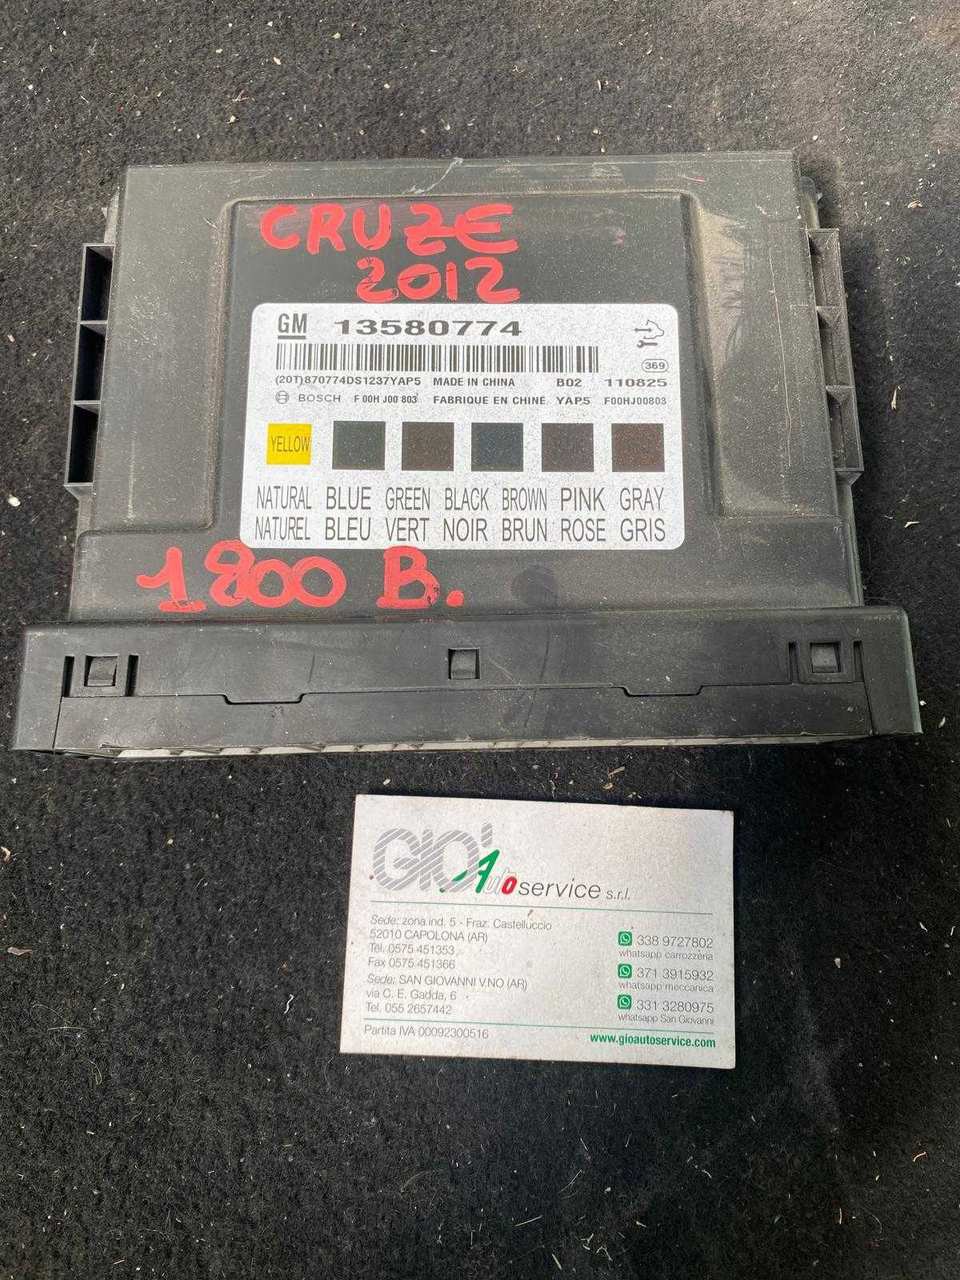 CRUZE
2012
GM 13580774
369
(20T)870774DS1237YAP5 MADE IN CHINA B02 110825
BOSCH F 00H J00 803 FABRIQUE EN CHINE YAP5 F00HJ00803
YELLOW
NATURAL BLUE GREEN BLACK BROWN PINK GRAY
NATUREL BLEU VERT NOIR BRUN ROSE GRIS
1800 B.
GIO' Autoservice s.r.l.
Sede: zona ind. 5 - Fraz. Castelluccio
52010 CAPOLONA (AR)
Tel. 0575 451353
Fax 0575 451366
Sede: SAN GIOVANNI V.NO (AR)
via C. E. Gadda, 6
Tel. 055 2657442
Partita IVA 00092300516
338 9727802
whatsapp carrozzeria
371 3915932
whatsapp meccanica
331 3280975
whatsapp San Giovanni
www.gioautoservice.com